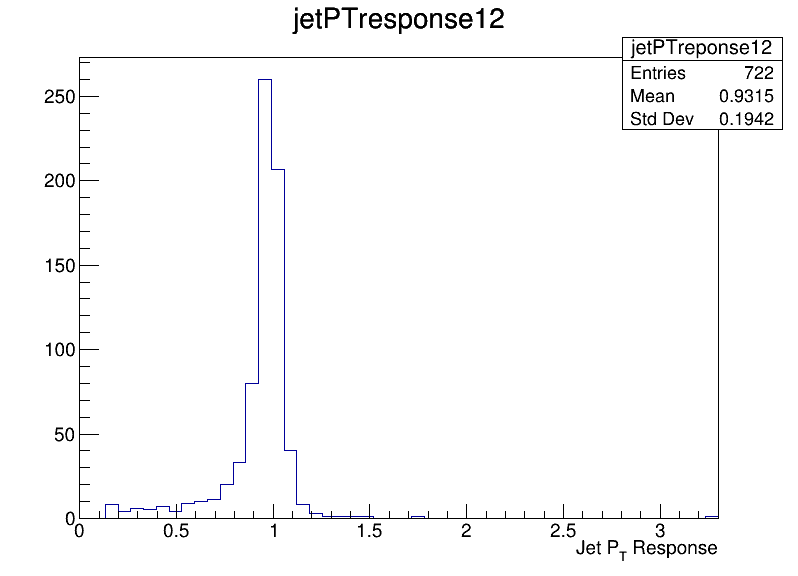 jetPTresponse12
jetPTreponse12
Entries 722
Mean 0.9315
Std Dev 0.1942
250
200
150
100
50
0
0 0.5 1 1.5 2 2.5 3
Jet PT Response